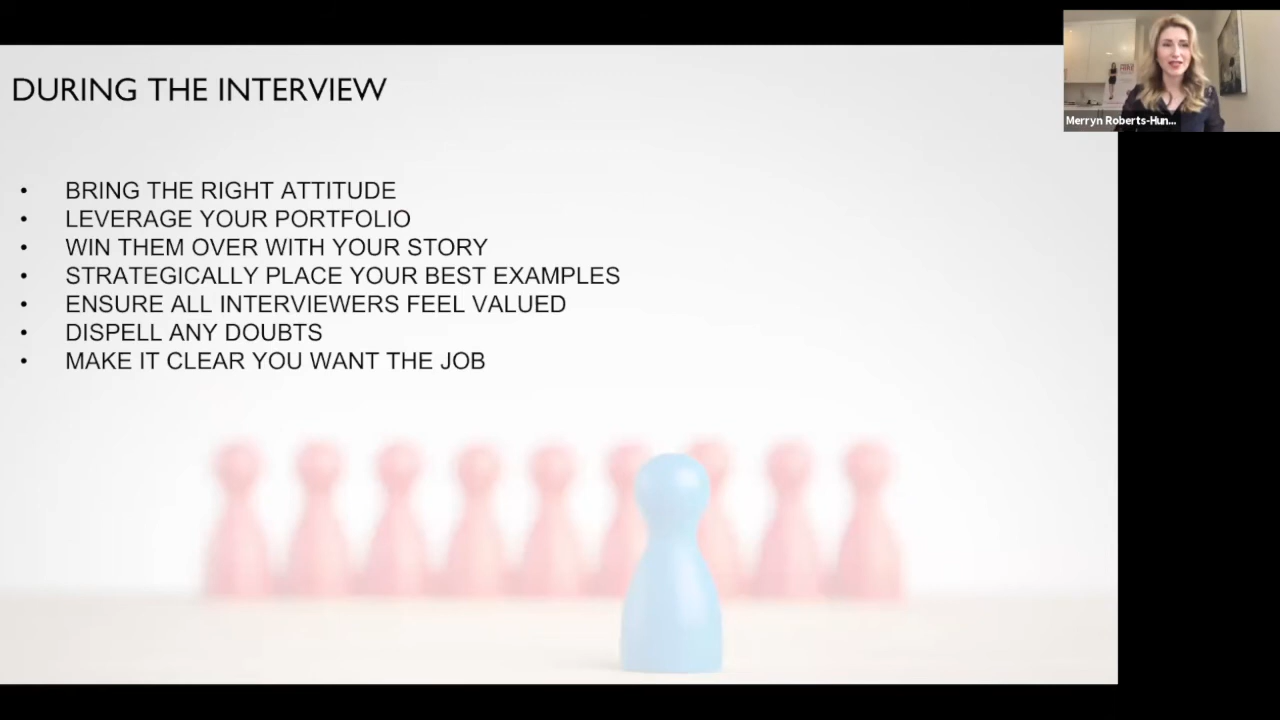 DURING THE INTERVIEW
• BRING THE RIGHT ATTITUDE
• LEVERAGE YOUR PORTFOLIO
• WIN THEM OVER WITH YOUR STORY
• STRATEGICALLY PLACE YOUR BEST EXAMPLES
• ENSURE ALL INTERVIEWERS FEEL VALUED
• DISPELL ANY DOUBTS
• MAKE IT CLEAR YOU WANT THE JOB
Merryn Roberts-Hun...